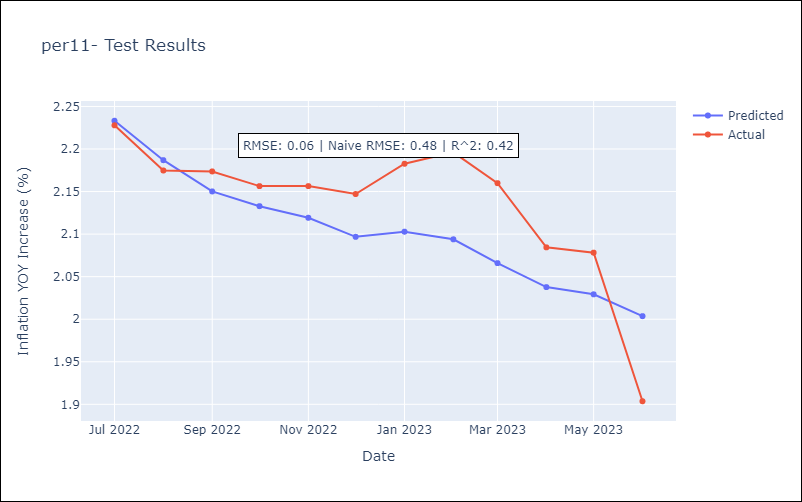 per11- Test Results
2.25
2.2
2.15
2.1
2.05
2
1.95
1.9
Inflation YOY Increase (%)
RMSE: 0.06 | Naive RMSE: 0.48 | R^2: 0.42
Predicted
Actual
Jul 2022 Sep 2022 Nov 2022 Jan 2023 Mar 2023 May 2023
Date